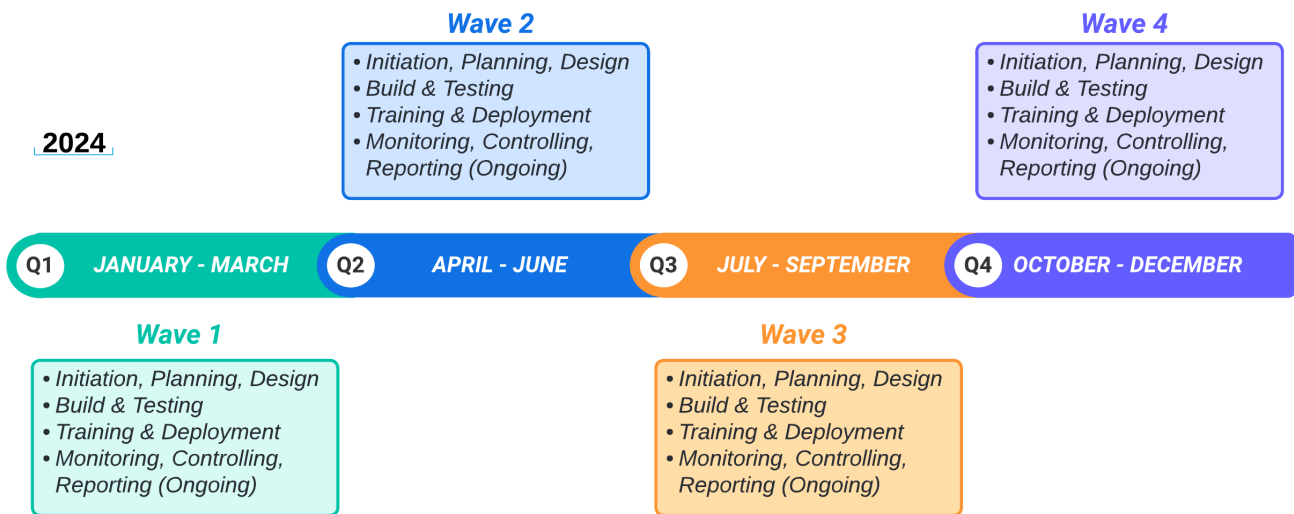 Wave 2
• Initiation, Planning, Design
• Build & Testing
• Training & Deployment
• Monitoring, Controlling,
Reporting (Ongoing)
Wave 4
• Initiation, Planning, Design
• Build & Testing
• Training & Deployment
• Monitoring, Controlling,
Reporting (Ongoing)
2024
Q1 JANUARY - MARCH
Q2 APRIL - JUNE
Q3 JULY - SEPTEMBER
Q4 OCTOBER - DECEMBER
Wave 1
• Initiation, Planning, Design
• Build & Testing
• Training & Deployment
• Monitoring, Controlling,
Reporting (Ongoing)
Wave 3
• Initiation, Planning, Design
• Build & Testing
• Training & Deployment
• Monitoring, Controlling,
Reporting (Ongoing)